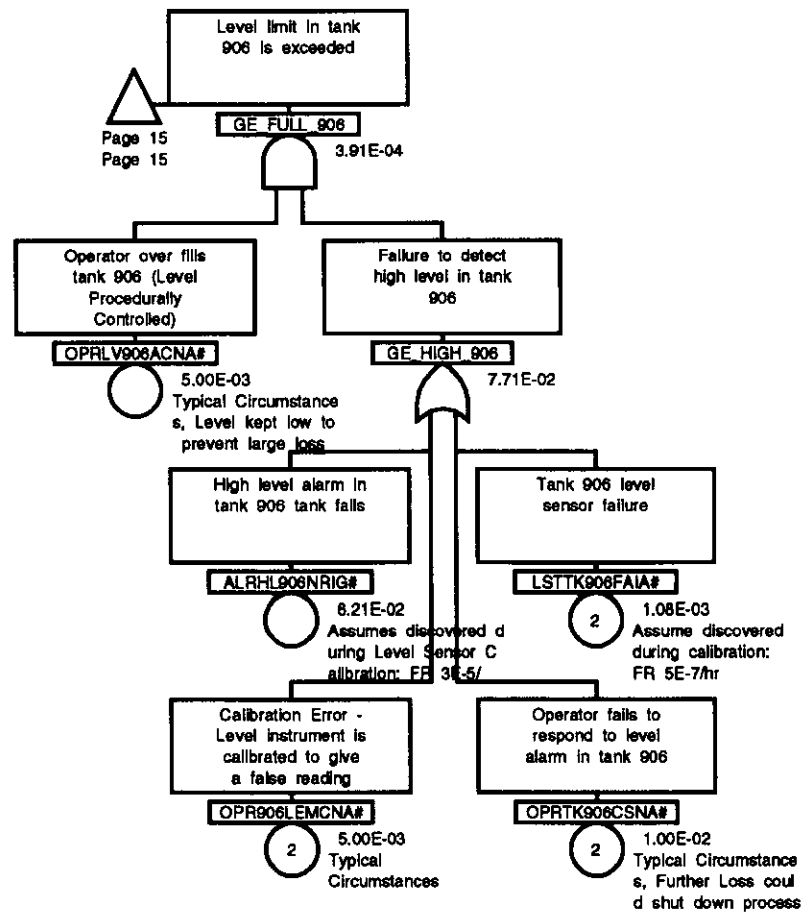 Level limit in tank
906 is exceeded
Page 15
Page 15
GE_FULL_906
3.91E-04
Operator over fills
tank 906 (Level
Procedurally
Controlled)
OPRLV906ACNA#
5.00E-03
Typical Circumstance
s, Level kept low to
prevent large loss
Failure to detect
high level in tank
906
GE_HIGH_906
7.71E-02
High level alarm in
tank 906 tank fails
ALRHL906NRIG#
6.21E-02
Assumes discovered d
uring Level Sensor C
alibration: FR 3E-5/
Tank 906 level
sensor failure
LSTTK906FAIA#
2
1.08E-03
Assume discovered
during calibration:
FR 5E-7/hr
Calibration Error -
Level instrument is
calibrated to give
a false reading
OPR906LEMCNA#
2
5.00E-03
Typical
Circumstances
Operator fails to
respond to level
alarm in tank 906
OPRTK906CSNA#
2
1.00E-02
Typical Circumstance
s, Further Loss coul
d shut down process